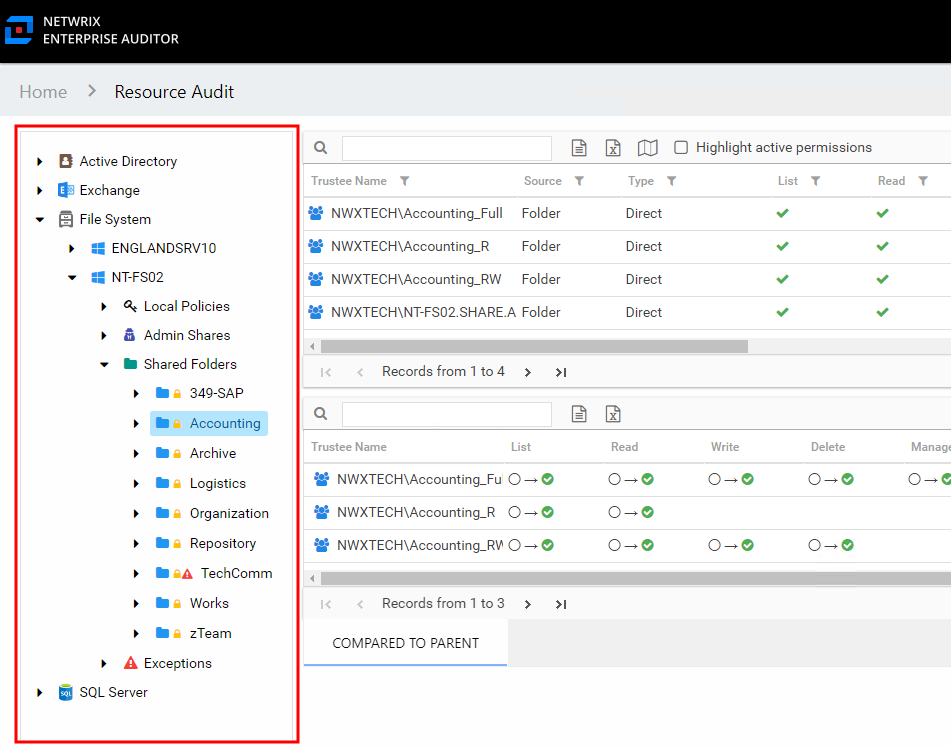 NETWRIX
ENTERPRISE AUDITOR
Home > Resource Audit
Active Directory
Exchange
File System
ENGLANDSRV10
NT-FS02
Local Policies
Admin Shares
Shared Folders
349-SAP
Accounting
Archive
Logistics
Organization
Repository
TechComm
Works
zTeam
Exceptions
SQL Server
Highlight active permissions
Trustee Name Source Type List Read
NWXTECH\Accounting_Full Folder Direct
NWXTECH\Accounting_R Folder Direct
NWXTECH\Accounting_RW Folder Direct
NWXTECH\NT-FS02.SHARE.A Folder Direct
Records from 1 to 4
Trustee Name List Read Write Delete Manage
NWXTECH\Accounting_Fu
NWXTECH\Accounting_R
NWXTECH\Accounting_RW
Records from 1 to 3
COMPARED TO PARENT